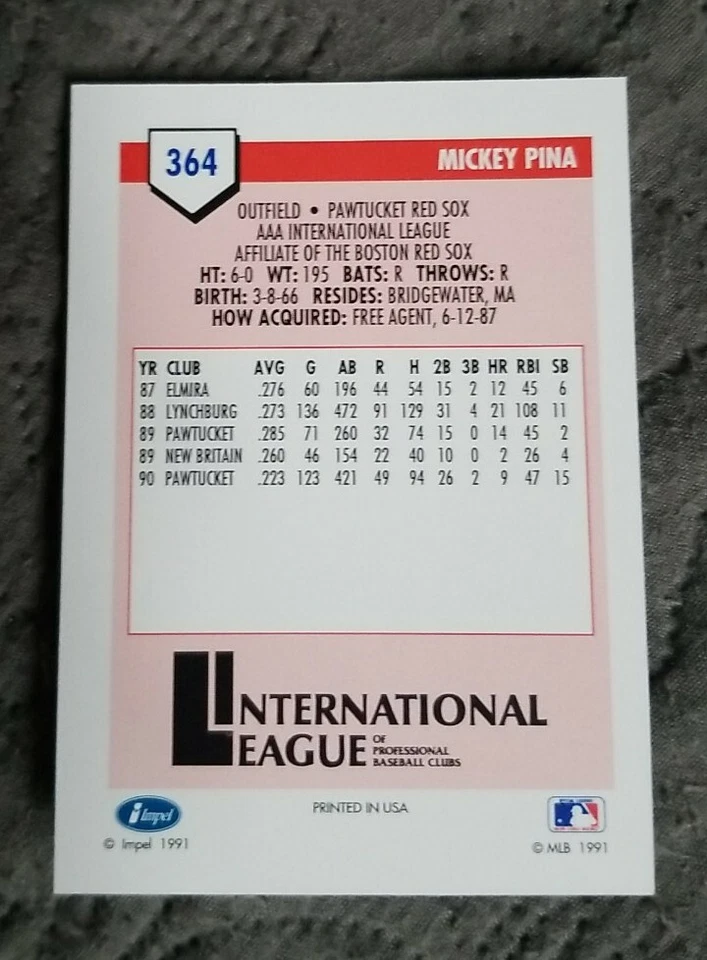 364
MICKEY PINA
OUTFIELD • PAWTUCKET RED SOX
AAA INTERNATIONAL LEAGUE
AFFILIATE OF THE BOSTON RED SOX
HT: 6-0 WT: 195 BATS: R THROWS: R
BIRTH: 3-8-66 RESIDES: BRIDGEWATER, MA
HOW ACQUIRED: FREE AGENT, 6-12-87
YR CLUB AVG G AB R H 2B 3B HR RBI SB
87 ELMIRA .276 60 196 44 54 15 2 12 45 6
88 LYNCHBURG .273 136 472 91 129 31 4 21 108 11
89 PAWTUCKET .285 71 260 32 74 15 0 14 45 2
89 NEW BRITAIN .260 46 154 22 40 10 0 2 26 4
90 PAWTUCKET .223 123 421 49 94 26 2 9 47 15
INTERNATIONAL
LEAGUE OF
PROFESSIONAL
BASEBALL CLUBS
Impel
PRINTED IN USA
© Impel 1991
© MLB 1991